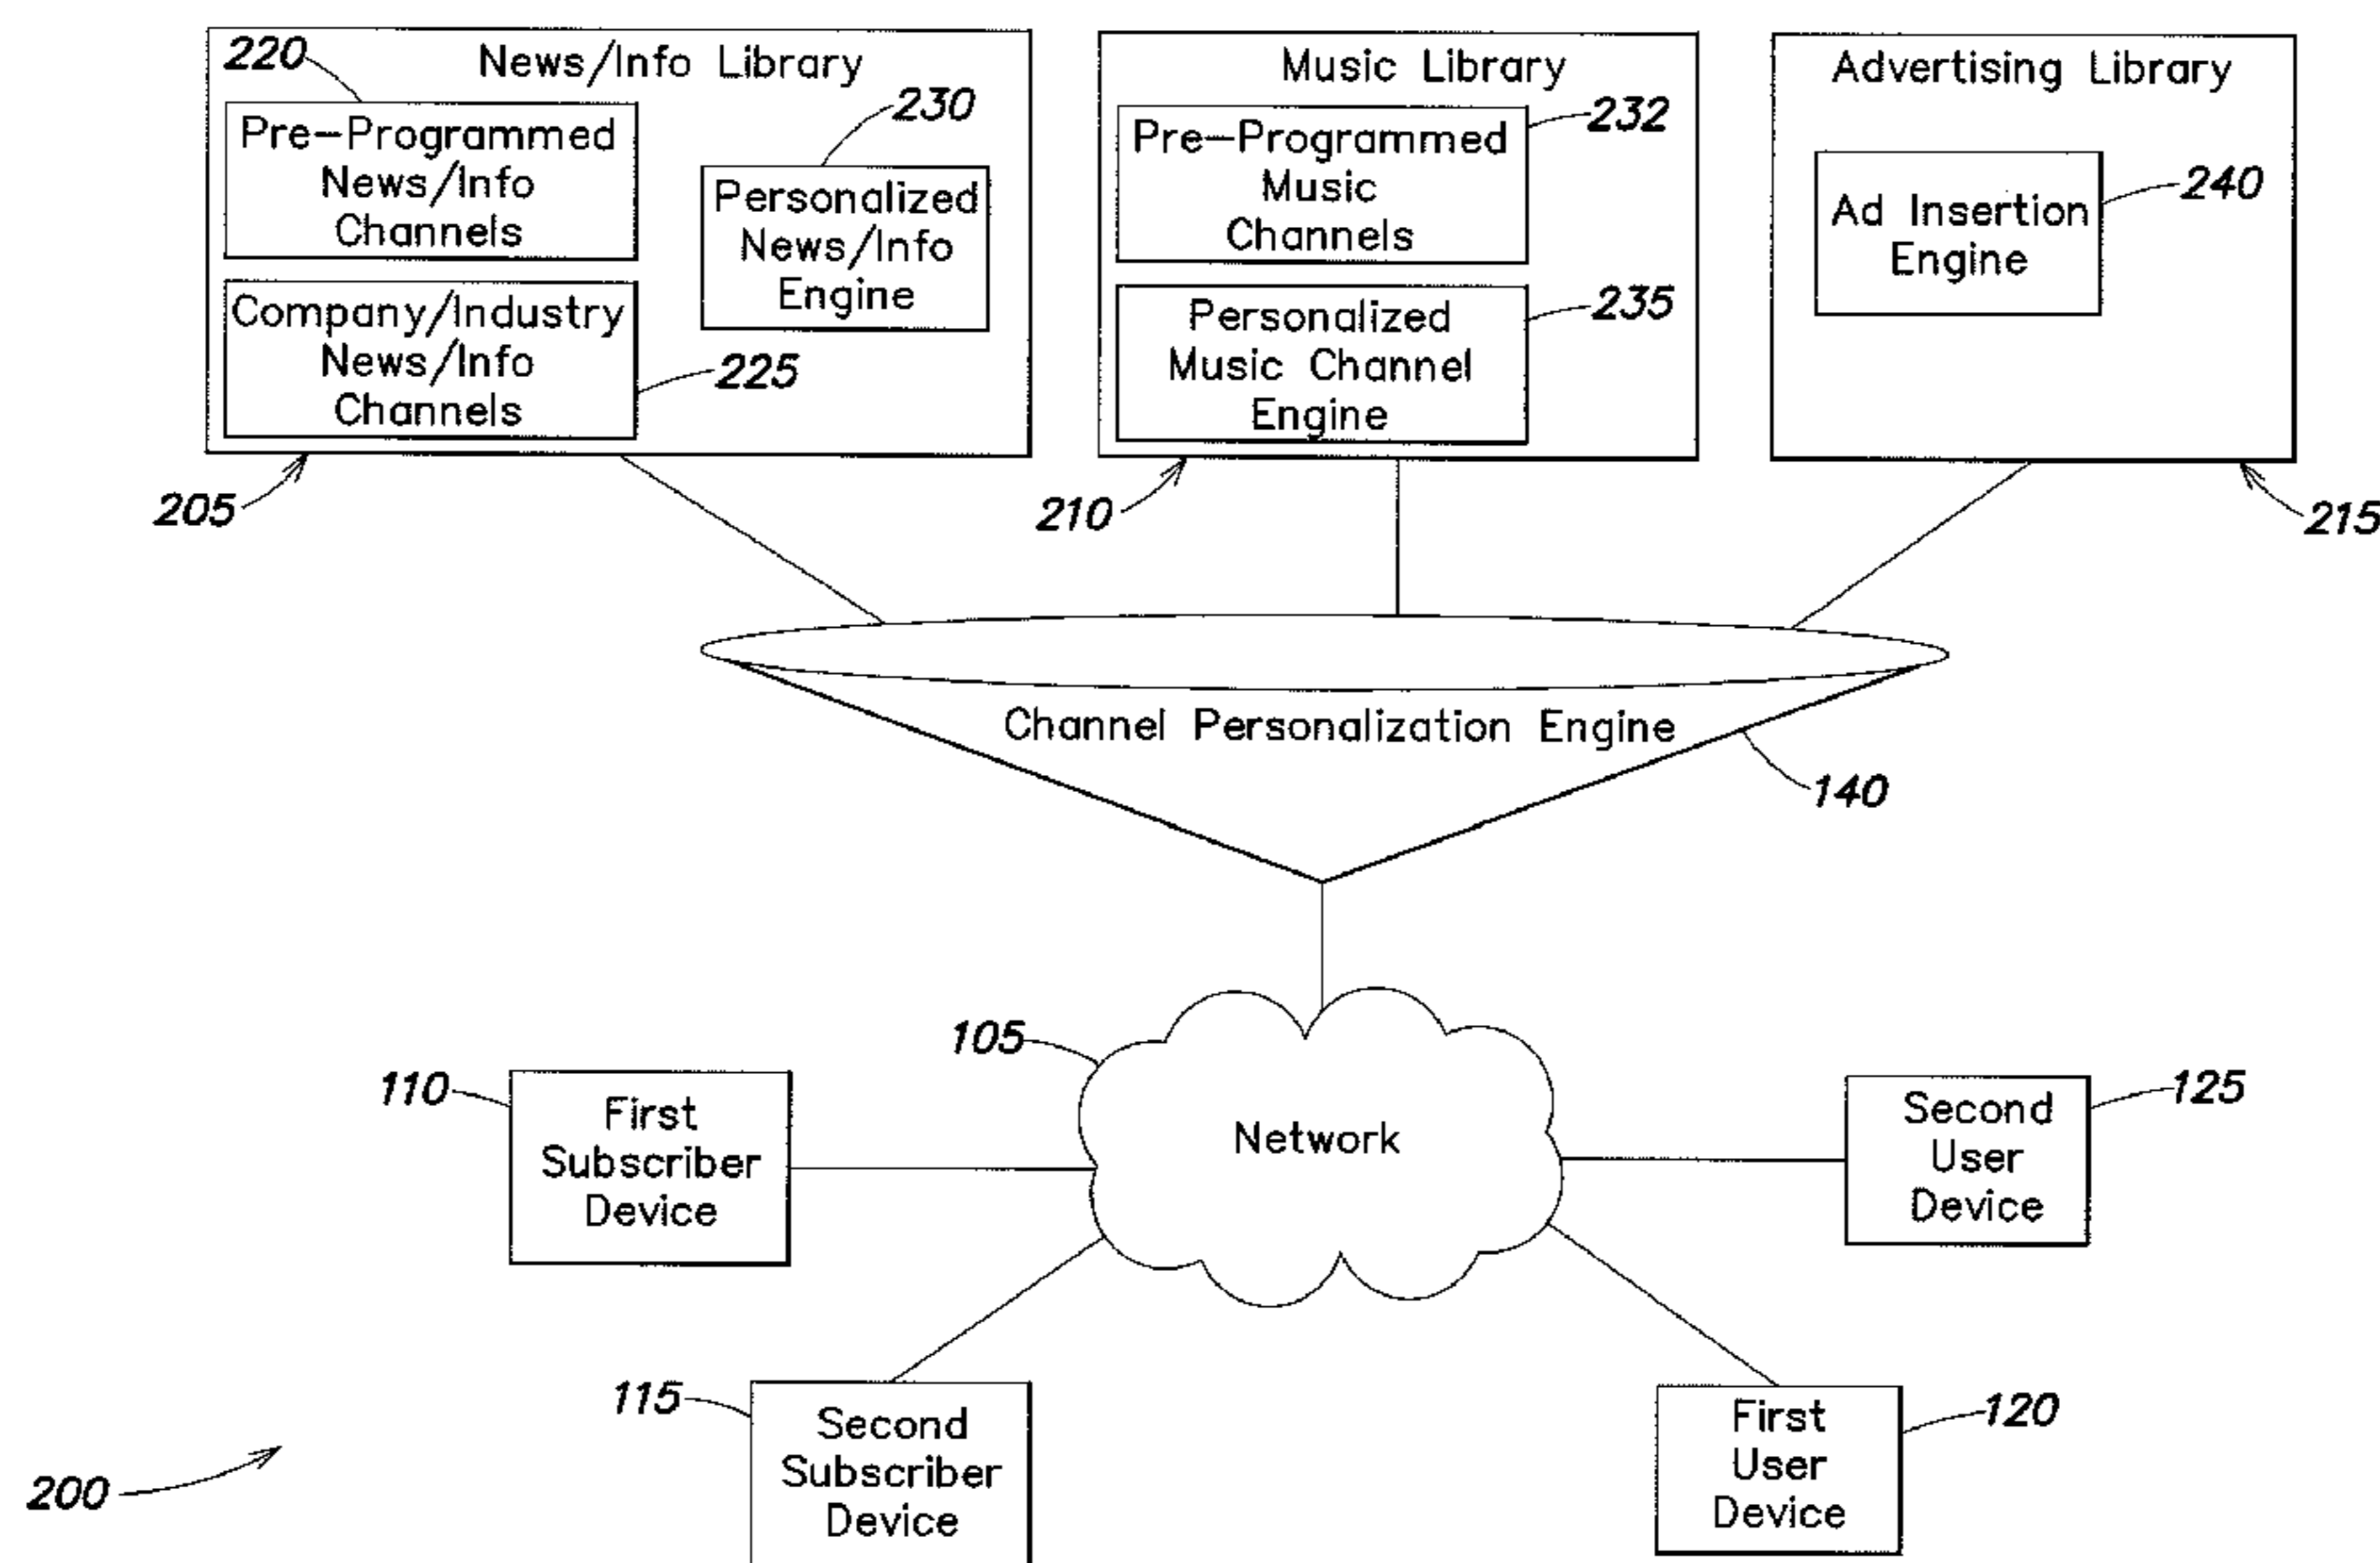 220
News/Info Library
Pre-Programmed
News/Info
Channels
230
Personalized
News/Info
Engine
Company/Industry
News/Info
Channels
225
205
Music Library
Pre-Programmed
Music
Channels
232
Personalized
Music Channel
Engine
235
210
Advertising Library
Ad Insertion
Engine
240
215
Channel Personalization Engine
140
105
Network
110
First
Subscriber
Device
Second
User
Device
125
115
Second
Subscriber
Device
First
User
Device
120
200